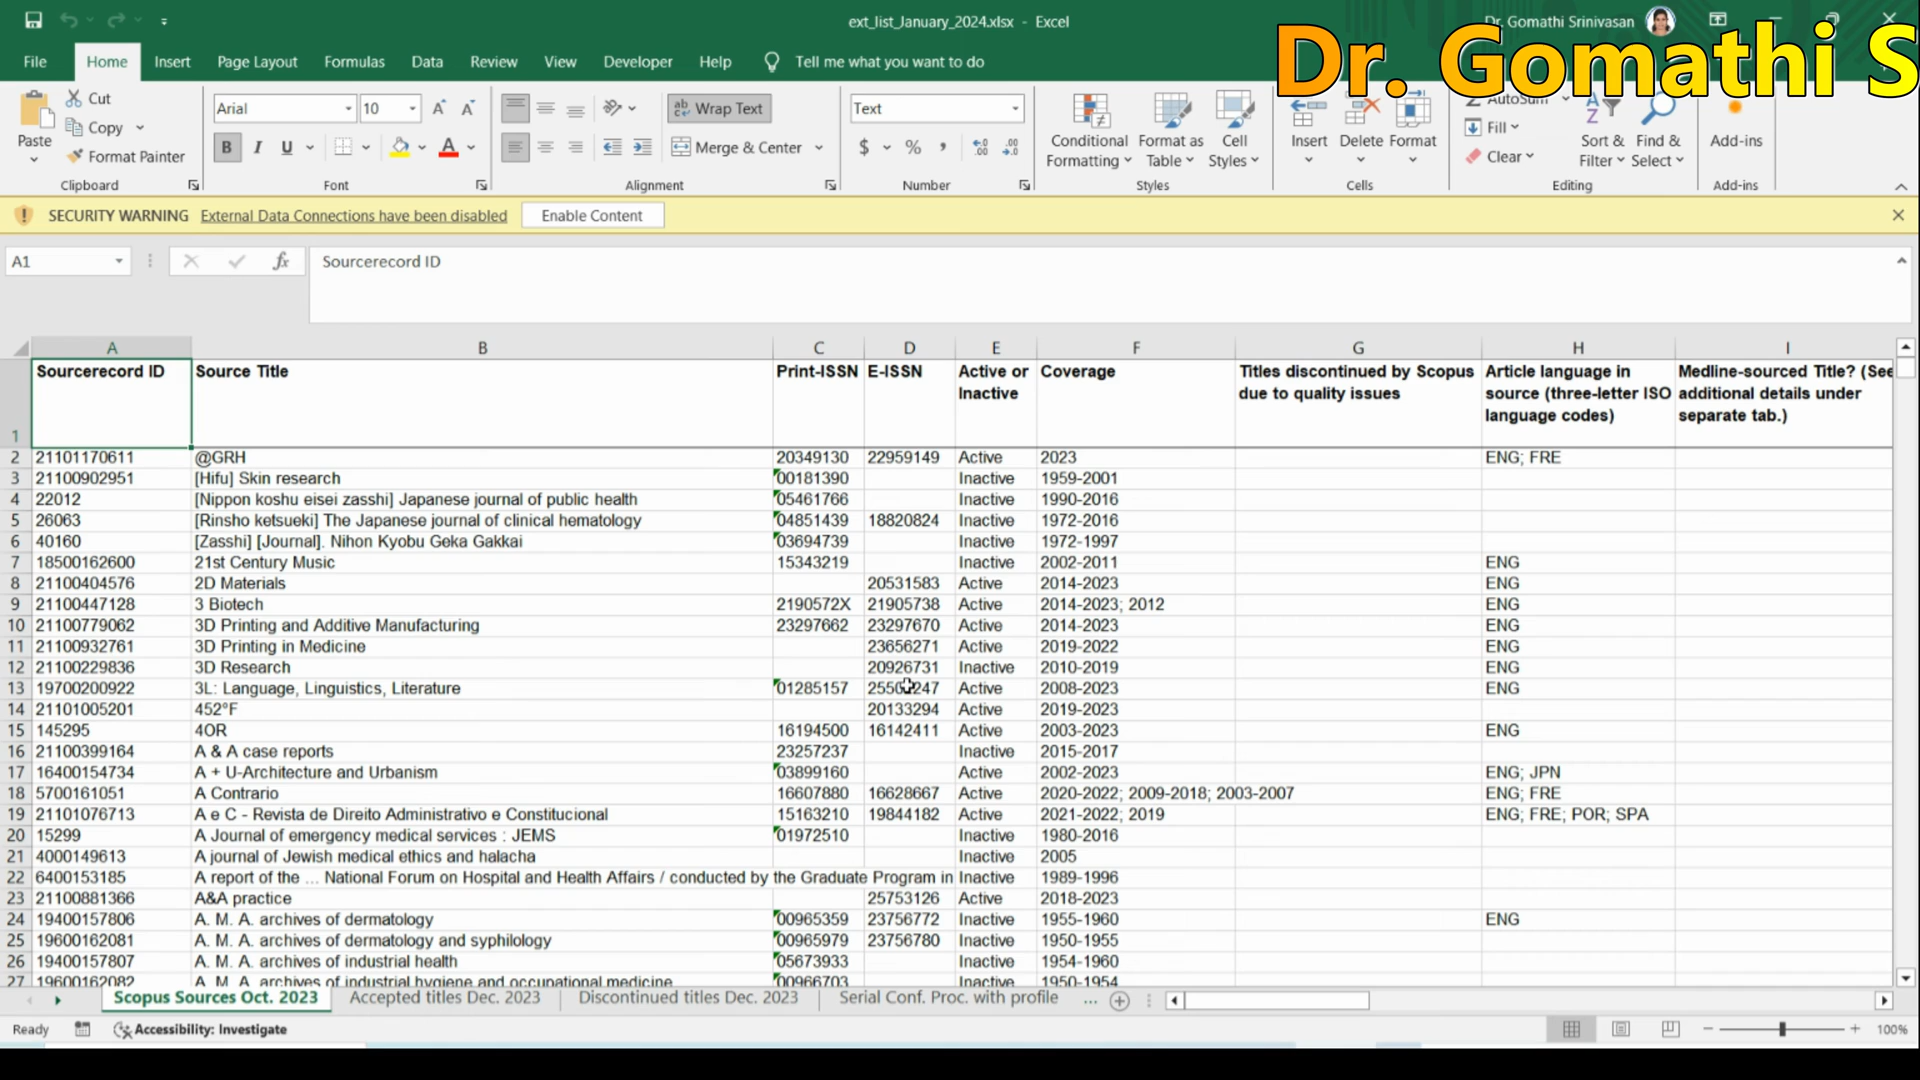 ext_list_January_2024.xlsx - Excel
Dr. Gomathi Srinivasan
Dr. Gomathi S
File Home Insert Page Layout Formulas Data Review View Developer Help Tell me what you want to do
Cut
Copy
Format Painter
Paste
Clipboard
Arial 10
B I U
Font
Wrap Text
Merge & Center
Alignment
Text
$ % ,
Number
Conditional Formatting
Format as Table
Cell Styles
Styles
Insert Delete Format
Cells
AutoSum
Fill
Clear
Sort & Filter
Find & Select
Editing
Add-ins
Add-ins
SECURITY WARNING External Data Connections have been disabled Enable Content
A1 fx Sourcerecord ID
A B C D E F G H I
1 Sourcerecord ID Source Title Print-ISSN E-ISSN Active or Inactive Coverage Titles discontinued by Scopus due to quality issues Article language in source (three-letter ISO language codes) Medline-sourced Title? (See additional details under separate tab.)
2 21101170611 @GRH 20349130 22959149 Active 2023 ENG; FRE
3 21100902951 [Hifu] Skin research 00181390 Inactive 1959-2001
4 22012 [Nippon koshu eisei zasshi] Japanese journal of public health 05461766 Inactive 1990-2016
5 26063 [Rinsho ketsueki] The Japanese journal of clinical hematology 04851439 18820824 Inactive 1972-2016
6 40160 [Zasshi] [Journal]. Nihon Kyobu Geka Gakkai 03694739 Inactive 1972-1997
7 18500162600 21st Century Music 15343219 Inactive 2002-2011 ENG
8 21100404576 2D Materials 20531583 Active 2014-2023 ENG
9 21100447128 3 Biotech 2190572X 21905738 Active 2014-2023; 2012 ENG
10 21100779062 3D Printing and Additive Manufacturing 23297662 23297670 Active 2014-2023 ENG
11 21100932761 3D Printing in Medicine 23656271 Active 2019-2022 ENG
12 21100229836 3D Research 20926731 Inactive 2010-2019 ENG
13 19700200922 3L: Language, Linguistics, Literature 01285157 Active 2008-2023 ENG
14 21101005201 452°F 20133294 Active 2019-2023
15 145295 4OR 16194500 16142411 Active 2003-2023 ENG
16 21100399164 A & A case reports 23257237 Inactive 2015-2017
17 16400154734 A + U-Architecture and Urbanism 03899160 Active 2002-2023 ENG; JPN
18 5700161051 A Contrario 16607880 16628667 Active 2020-2022; 2009-2018; 2003-2007 ENG; FRE
19 21101076713 A e C - Revista de Direito Administrativo e Constitucional 15163210 19844182 Active 2021-2022; 2019 ENG; FRE; POR; SPA
20 15299 A Journal of emergency medical services : JEMS 01972510 Inactive 1980-2016
21 4000149613 A journal of Jewish medical ethics and halacha Inactive 2005
22 6400153185 A report of the ... National Forum on Hospital and Health Affairs / conducted by the Graduate Program in Inactive 1989-1996
23 21100881366 A&A practice 25753126 Active 2018-2023
24 19400157806 A. M. A. archives of dermatology 00965359 23756772 Inactive 1955-1960 ENG
25 19600162081 A. M. A. archives of dermatology and syphilology 00965979 23756780 Inactive 1950-1955
26 19400157807 A. M. A. archives of industrial health 05673933 Inactive 1954-1960
27 19600162082 A. M. A. archives of industrial hygiene and occupational medicine 00966703 Inactive 1950-1954
Scopus Sources Oct. 2023 Accepted titles Dec. 2023 Discontinued titles Dec. 2023 Serial Conf. Proc. with profile ...
Ready Accessibility: Investigate 100%